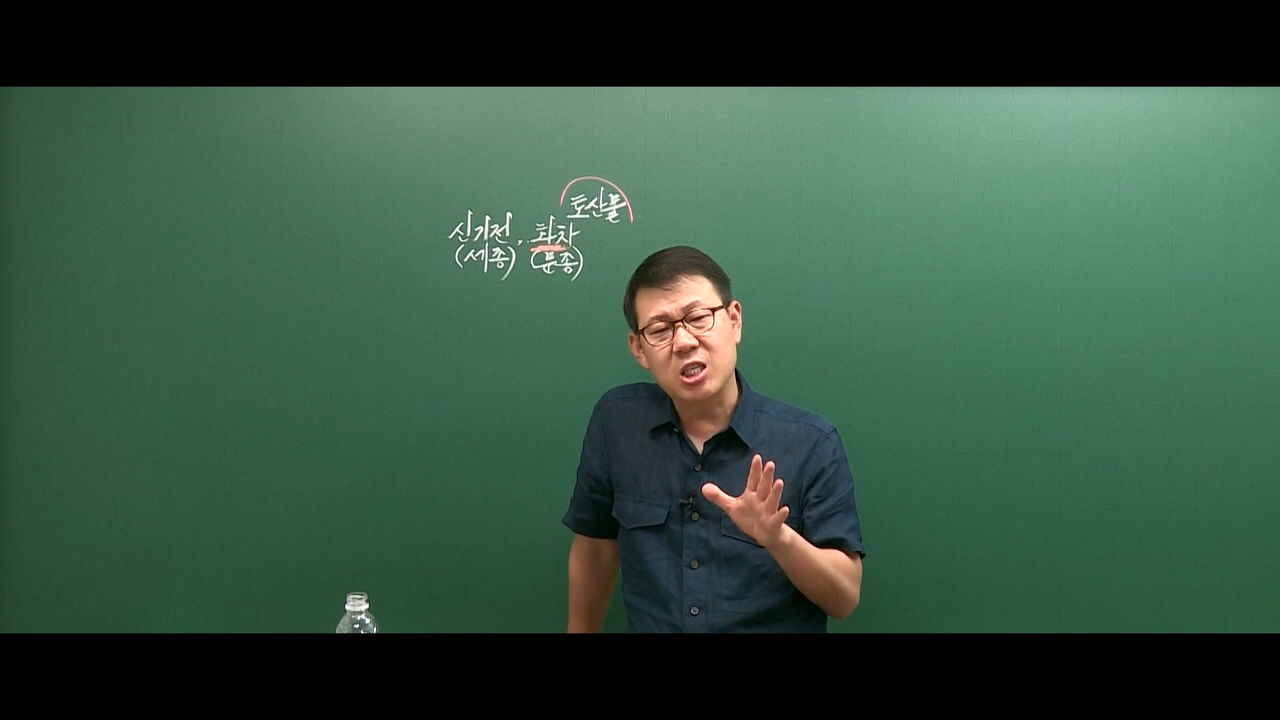 토산물
신기전, 화차
(세종) (문종)